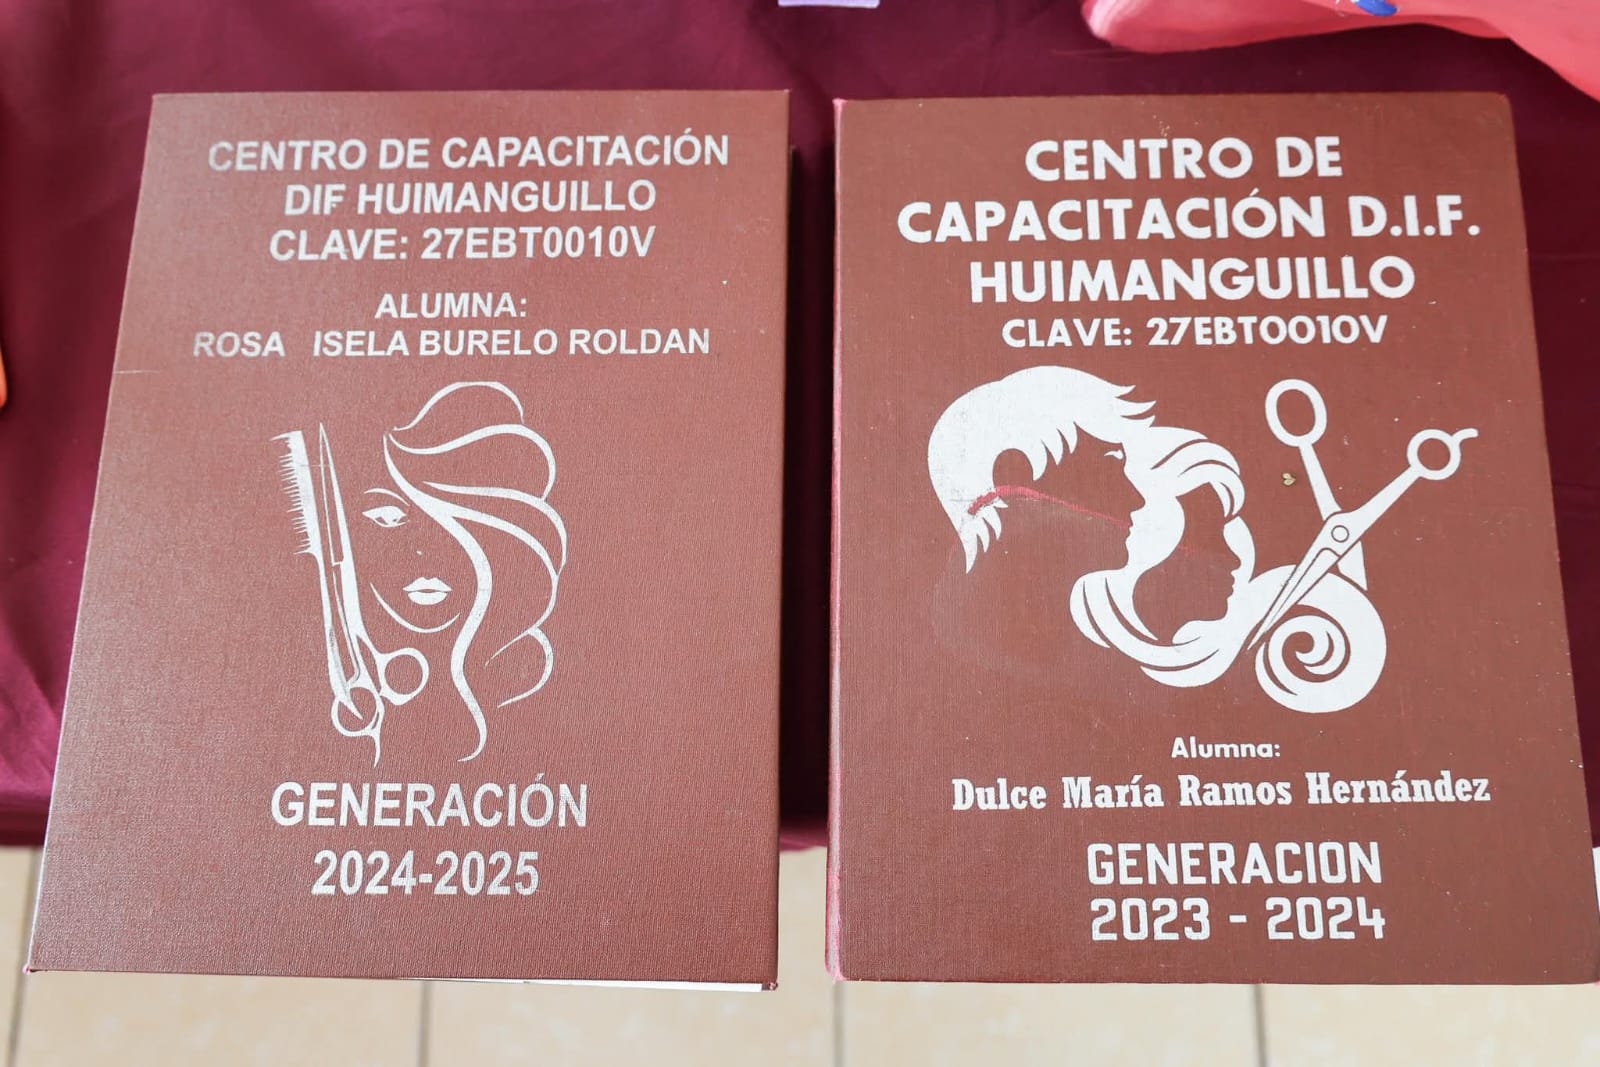 CENTRO DE CAPACITACIÓN
DIF HUIMANGUILLO
CLAVE: 27EBT0010V
ALUMNA:
ROSA ISELA BURELO ROLDAN
GENERACIÓN
2024-2025
CENTRO DE
CAPACITACIÓN D.I.F.
HUIMANGUILLO
CLAVE: 27EBT0010V
Alumna:
Dulce María Ramos Hernández
GENERACION
2023 - 2024